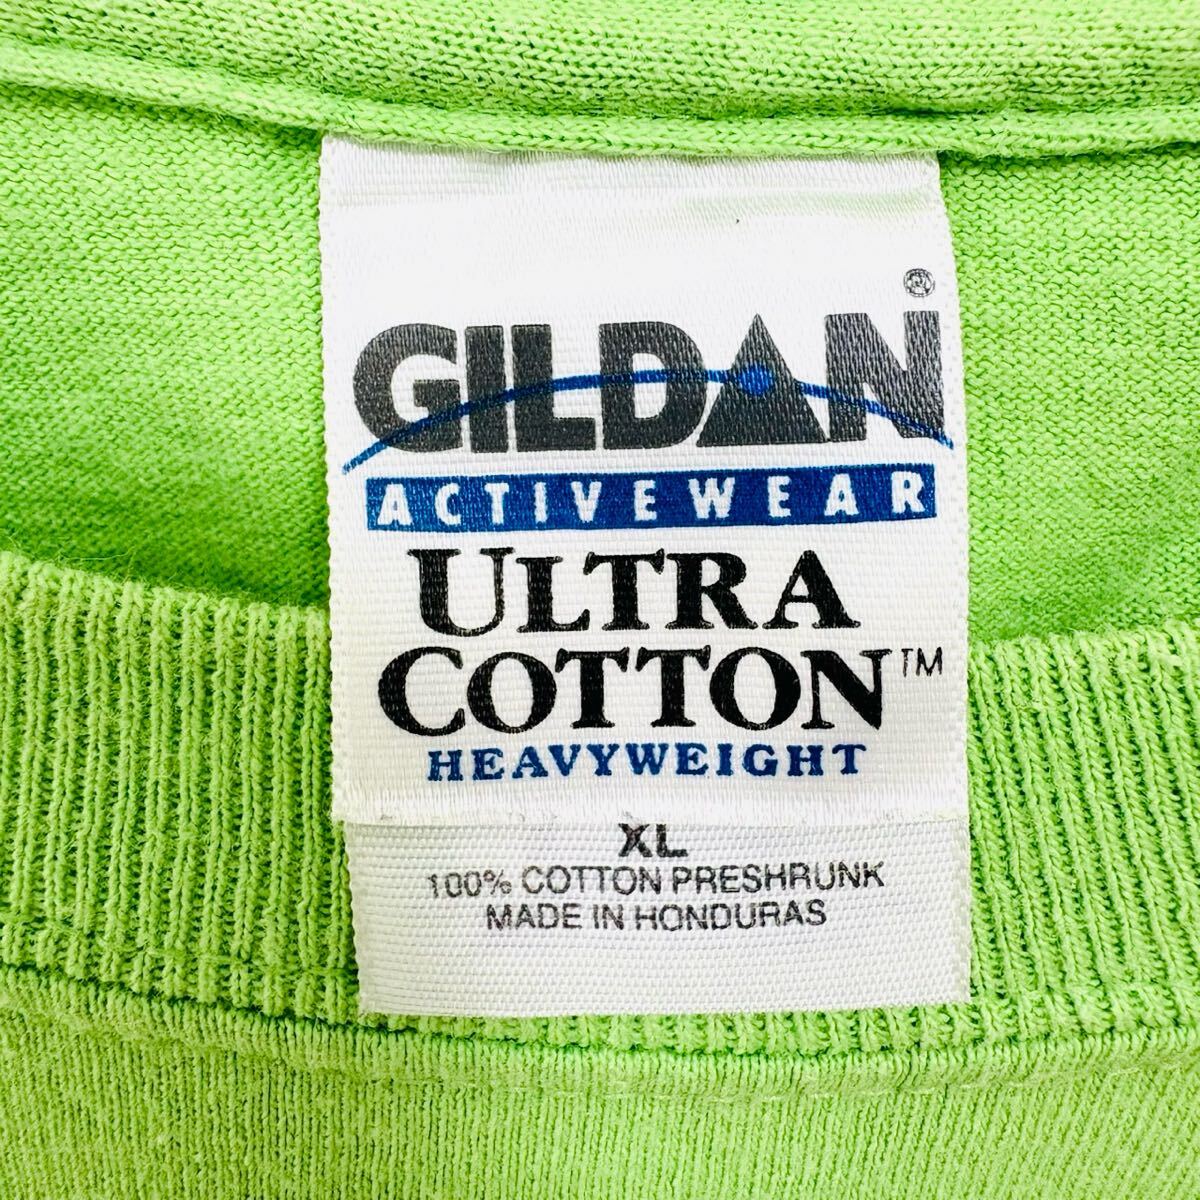 GILDAN®
ACTIVEWEAR
ULTRA
COTTON™
HEAVYWEIGHT
XL
100% COTTON PRESHRUNK
MADE IN HONDURAS